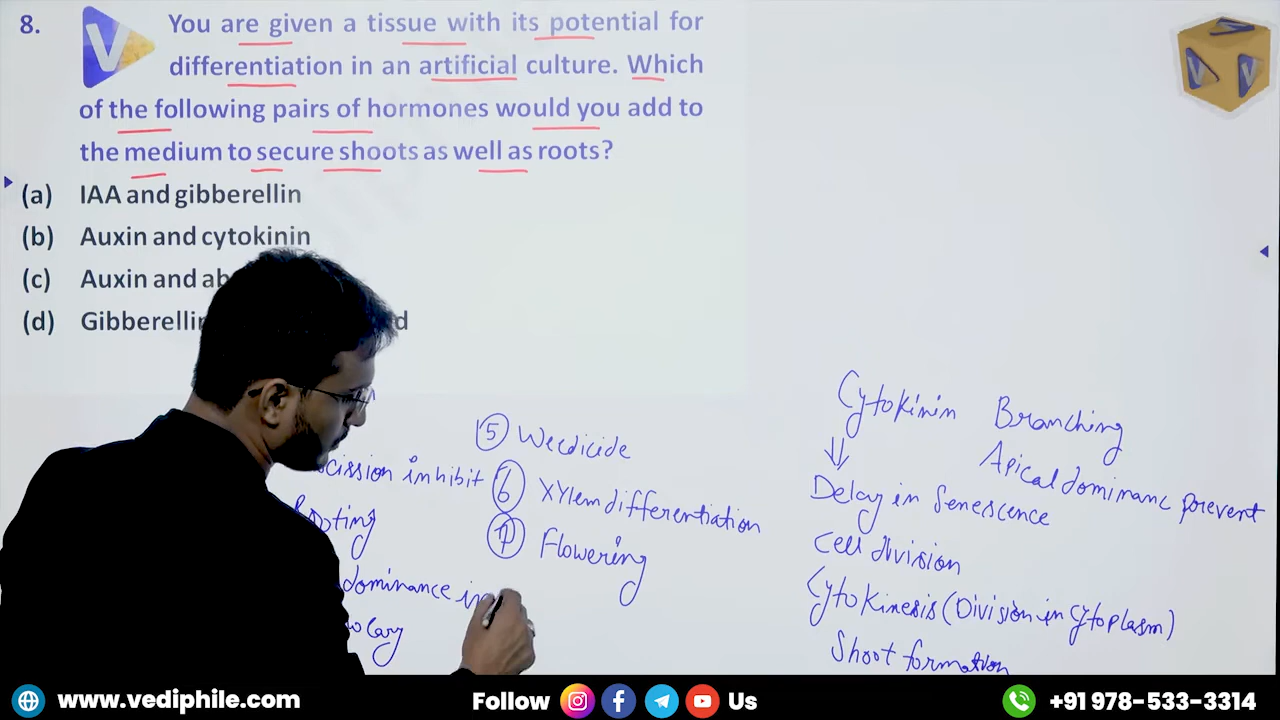 8.
You are given a tissue with its potential for
differentiation in an artificial culture. Which
of the following pairs of hormones would you add to
the medium to secure shoots as well as roots?
(a) IAA and gibberellin
(b) Auxin and cytokinin
(c) Auxin and ab
(d) Gibberellin d
inhibit
5 Weedicide
6 Xylem differentiation
Flowering
dominance in
Cytokinin
Branching
Apical dominanc prevent
Delay in Senescence
Cell division
Cytokinesis (Division in Cytoplasm)
Shoot formation
www.vediphile.com
Follow Us
+91 978-533-3314